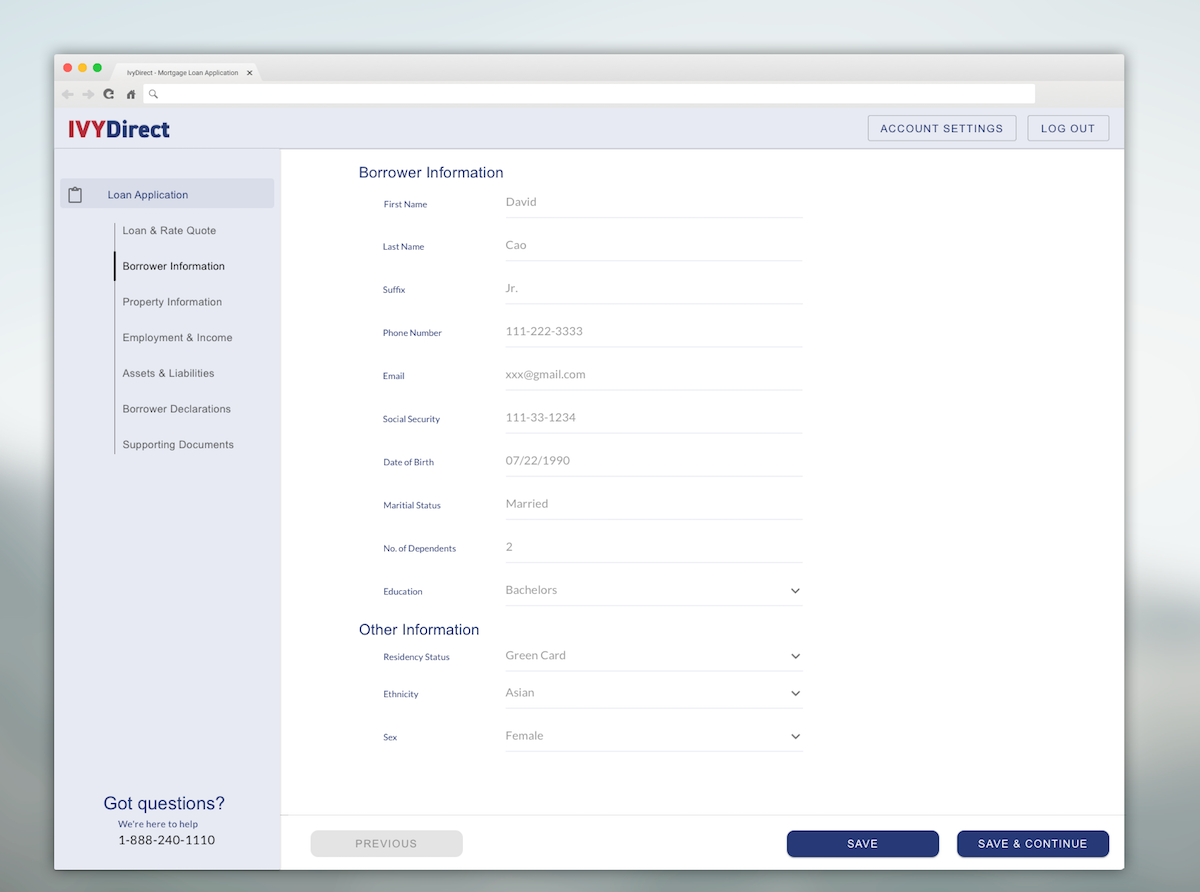 IvyDirect - Mortgage Loan Application
IVYDirect
ACCOUNT SETTINGS
LOG OUT
Loan Application
Loan & Rate Quote
Borrower Information
Property Information
Employment & Income
Assets & Liabilities
Borrower Declarations
Supporting Documents
Got questions?
We're here to help
1-888-240-1110
Borrower Information
First Name David
Last Name Cao
Suffix Jr.
Phone Number 111-222-3333
Email xxx@gmail.com
Social Security 111-33-1234
Date of Birth 07/22/1990
Maritial Status Married
No. of Dependents 2
Education Bachelors
Other Information
Residency Status Green Card
Ethnicity Asian
Sex Female
PREVIOUS
SAVE
SAVE & CONTINUE